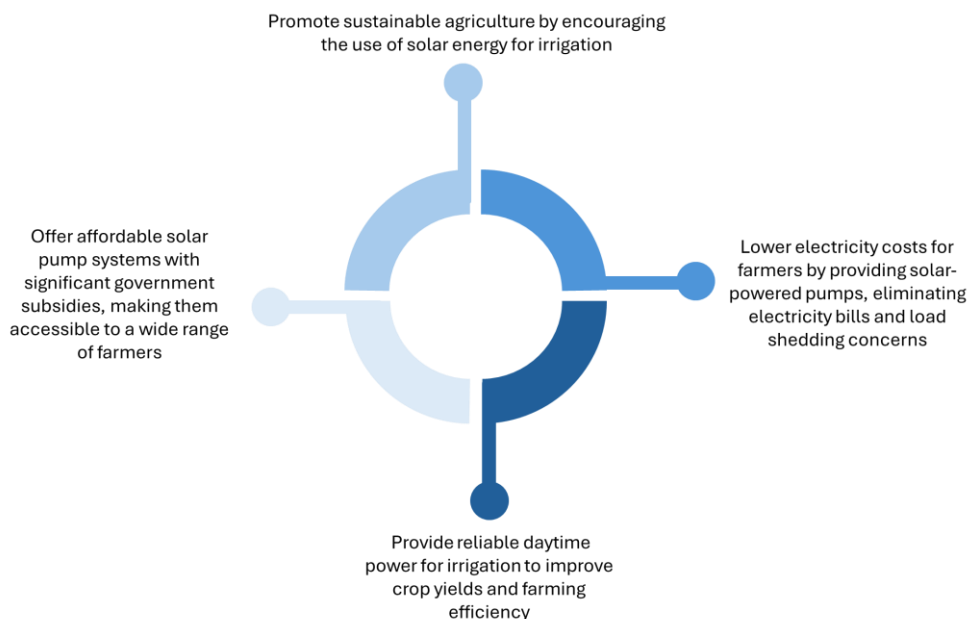 Promote sustainable agriculture by encouraging
the use of solar energy for irrigation
Offer affordable solar
pump systems with
significant government
subsidies, making them
accessible to a wide range
of farmers
Lower electricity costs for
farmers by providing solar-
powered pumps, eliminating
electricity bills and load
shedding concerns
Provide reliable daytime
power for irrigation to improve
crop yields and farming
efficiency